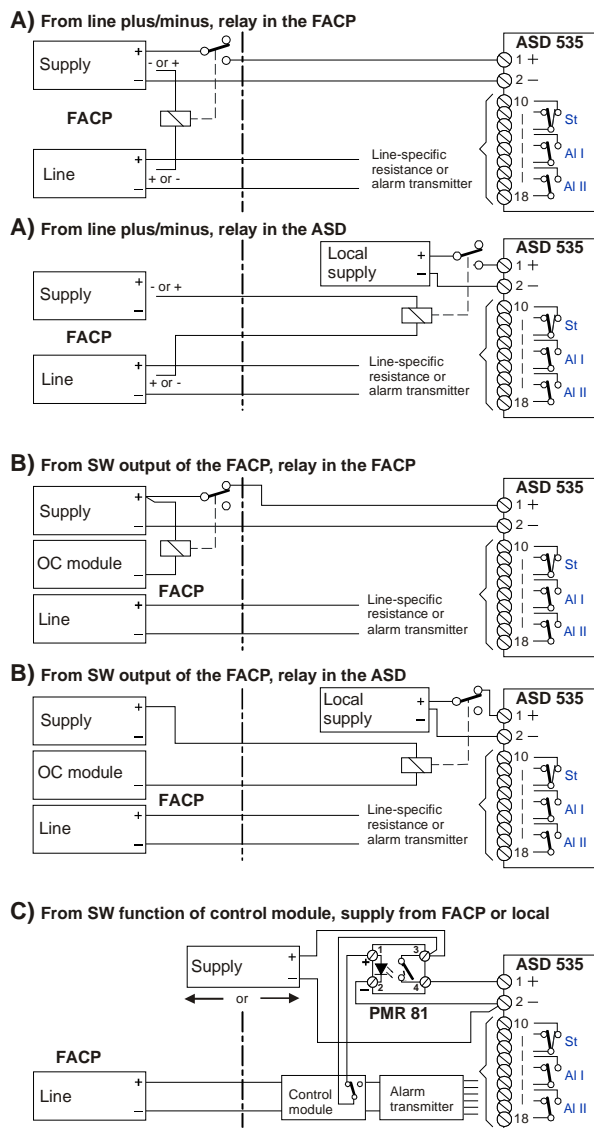 A) From line plus/minus, relay in the FACP
ASD 535
Supply
+
–
- or +
1 +
2 –
FACP
10
St
Al I
Al II
18
Line
+
–
+ or -
Line-specific
resistance or
alarm transmitter
A) From line plus/minus, relay in the ASD
ASD 535
Local
supply
+
–
1 +
2 –
Supply
+
–
- or +
FACP
10
St
Al I
Al II
18
Line
+
–
+ or -
Line-specific
resistance or
alarm transmitter
B) From SW output of the FACP, relay in the FACP
ASD 535
Supply
+
–
1 +
2 –
OC module
–
10
St
Al I
Al II
18
FACP
Line
+
–
Line-specific
resistance or
alarm transmitter
B) From SW output of the FACP, relay in the ASD
ASD 535
Local
supply
+
–
1 +
2 –
Supply
+
OC module
–
10
St
Al I
Al II
18
FACP
Line
+
–
Line-specific
resistance or
alarm transmitter
C) From SW function of control module, supply from FACP or local
ASD 535
Supply
+
–
or
1
3
+
–
2
4
PMR 81
1 +
2 –
10
St
Al I
Al II
18
FACP
Line
+
–
Control
module
Alarm
transmitter